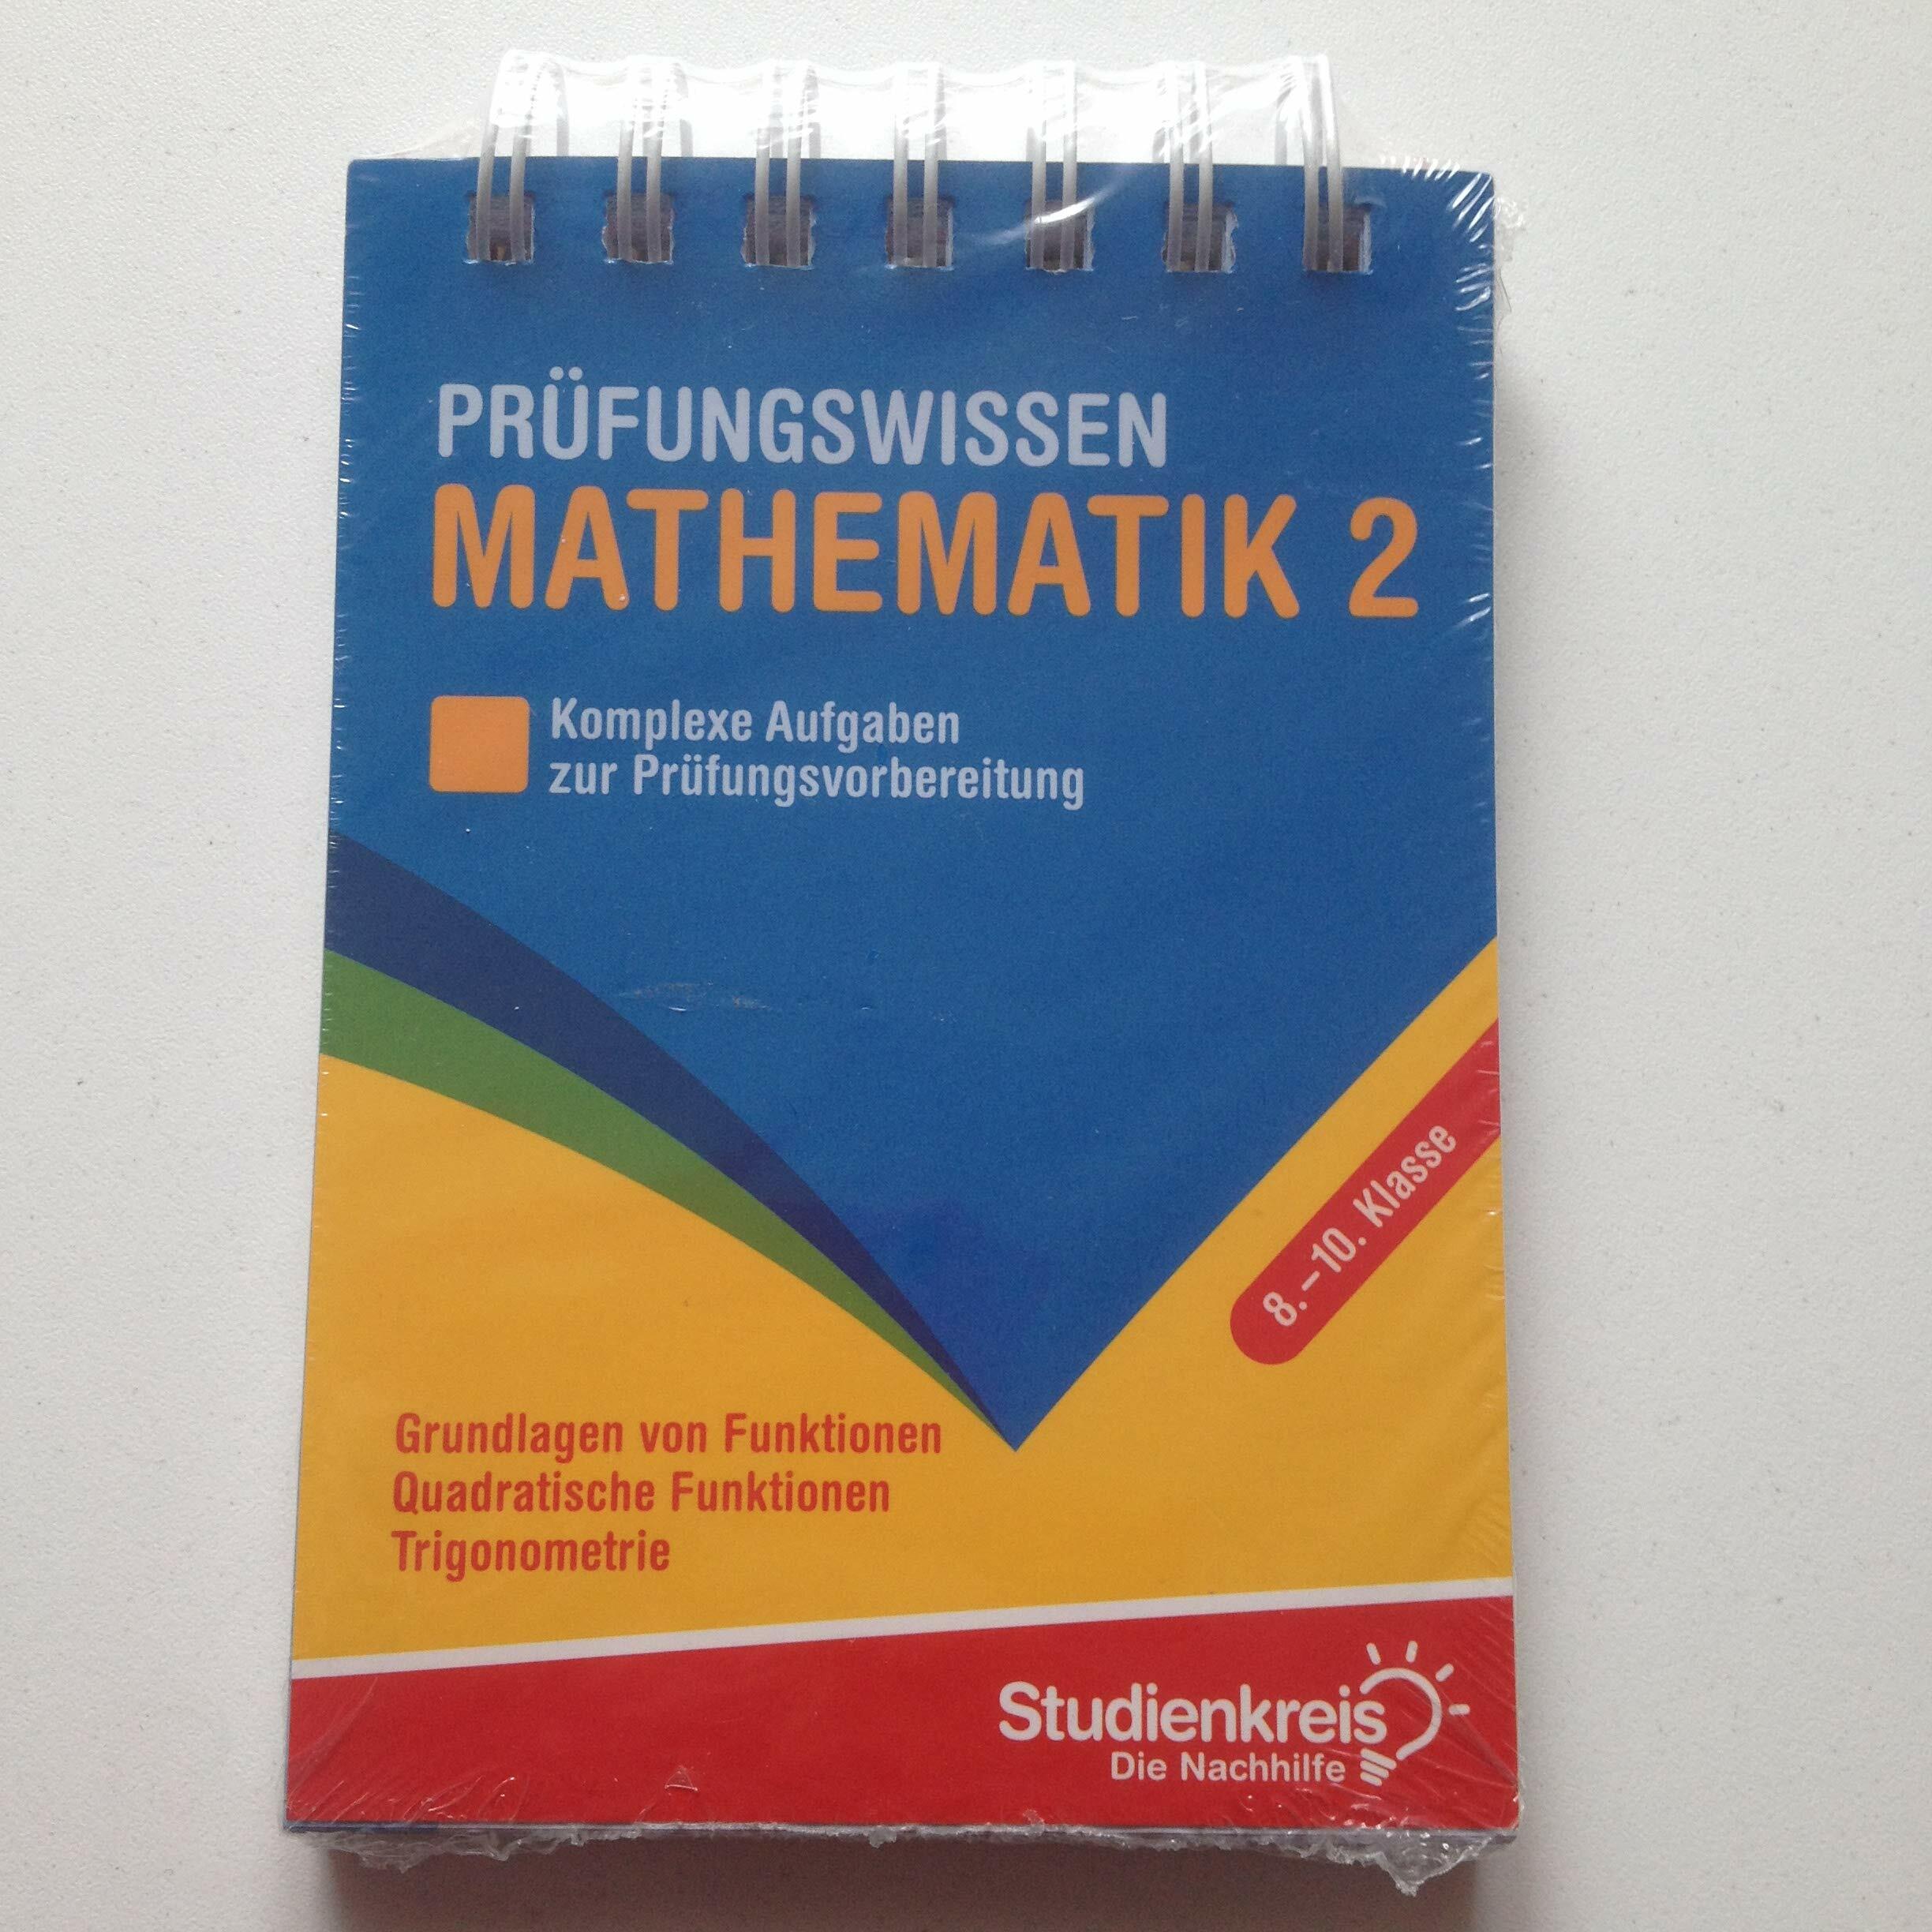 PRÜFUNGSWISSEN
MATHEMATIK 2
Komplexe Aufgaben
zur Prüfungsvorbereitung
8.–10. Klasse
Grundlagen von Funktionen
Quadratische Funktionen
Trigonometrie
Studienkreis
Die Nachhilfe